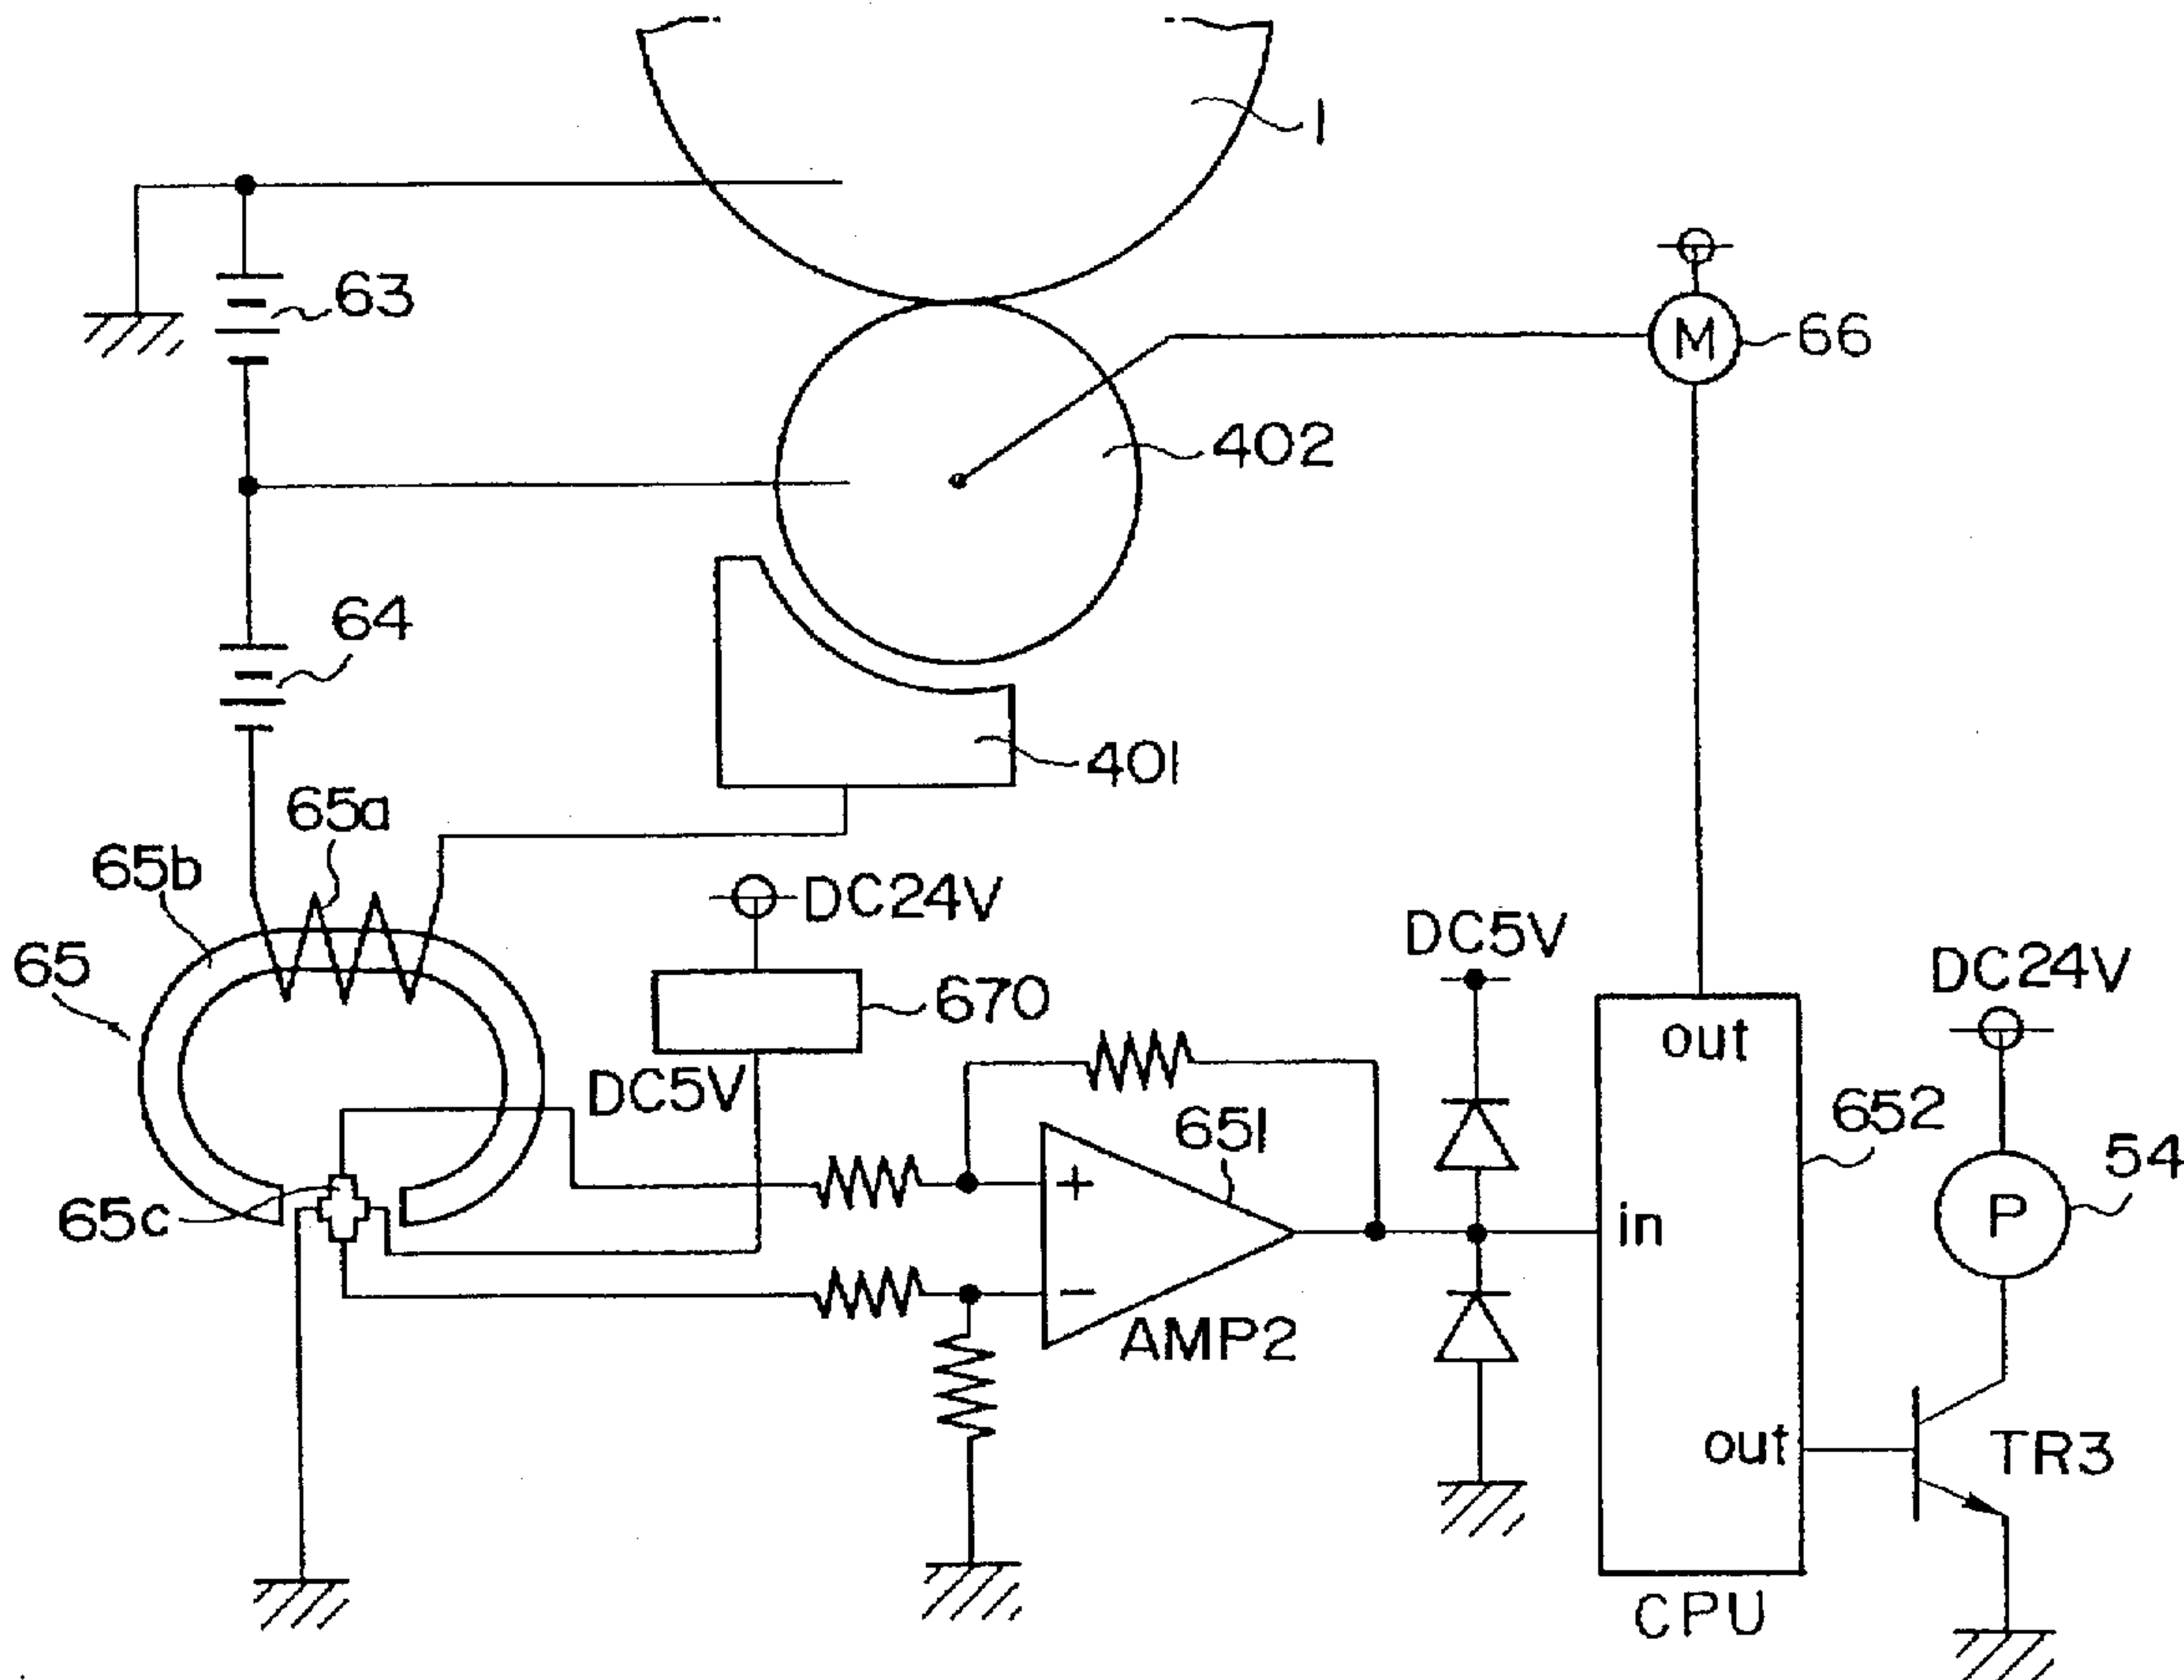 1
63
M
66
402
64
401
65a
65b
DC24V
DC5V
65
DC24V
670
out
DC5V
652
651
54
+
P
65c
in
−
AMP2
out
TR3
CPU